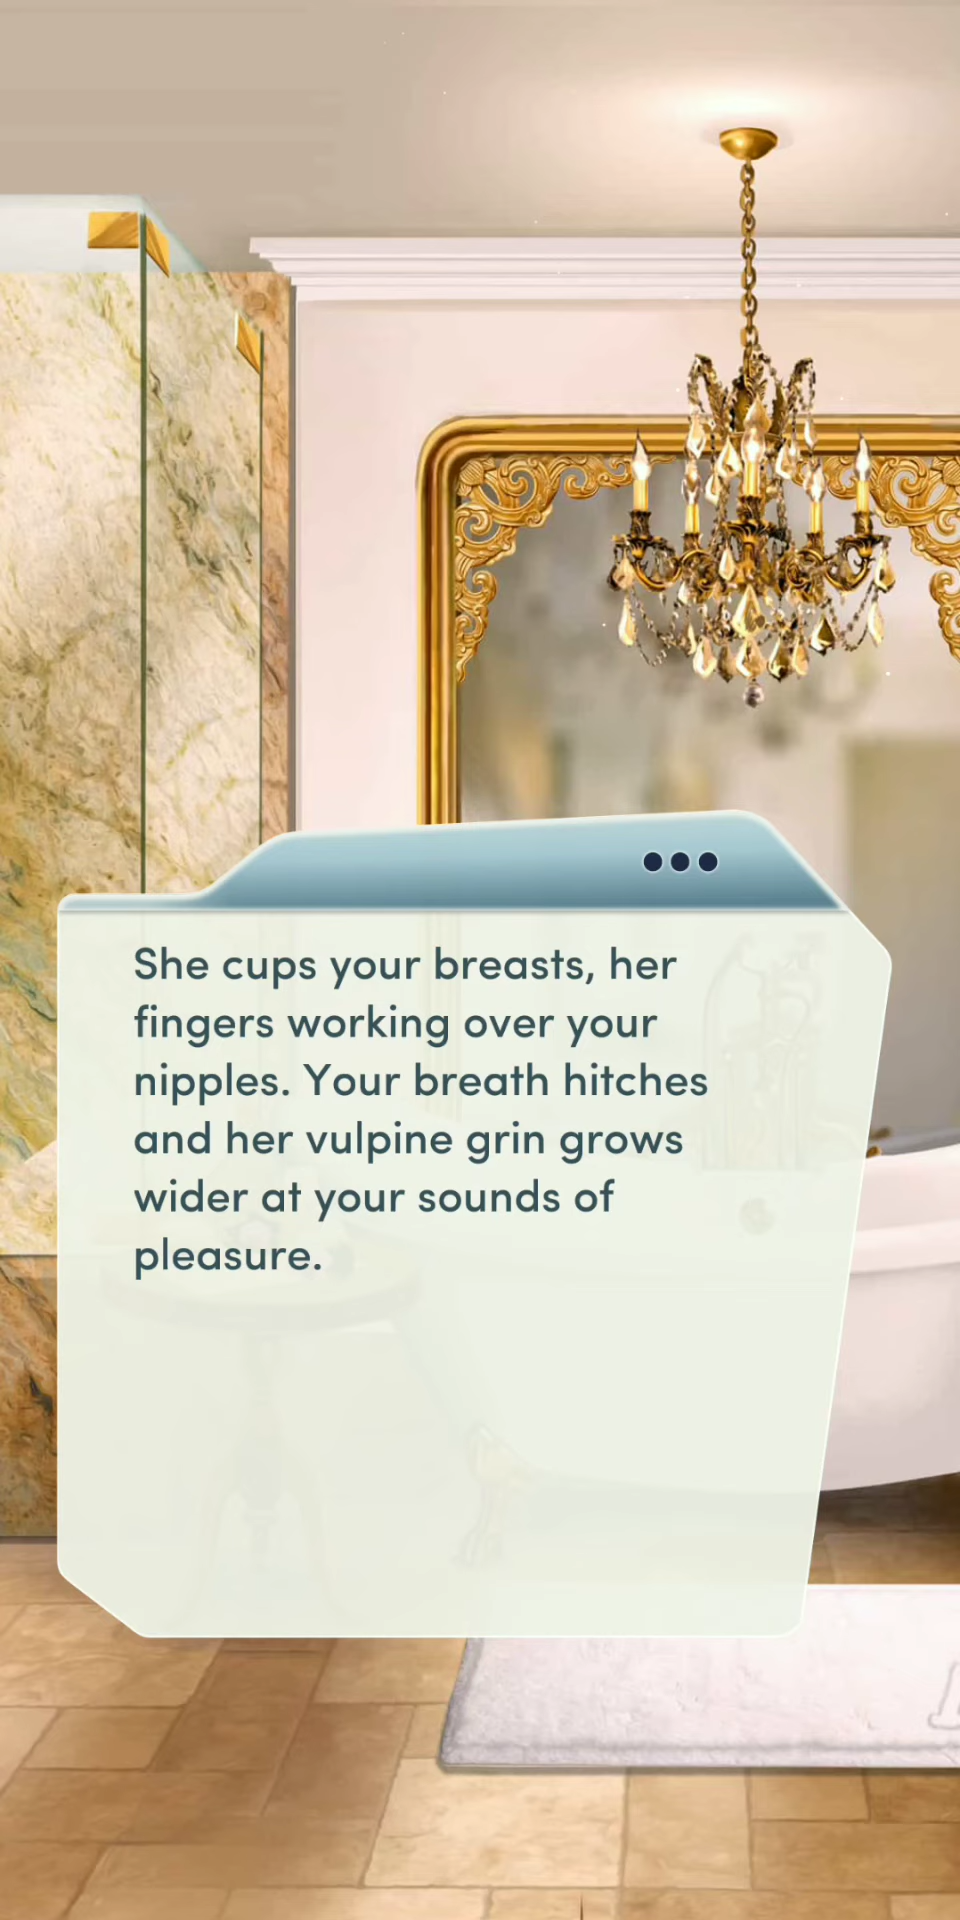 She cups your breasts, her
fingers working over your
nipples. Your breath hitches
and her vulpine grin grows
wider at your sounds of
pleasure.